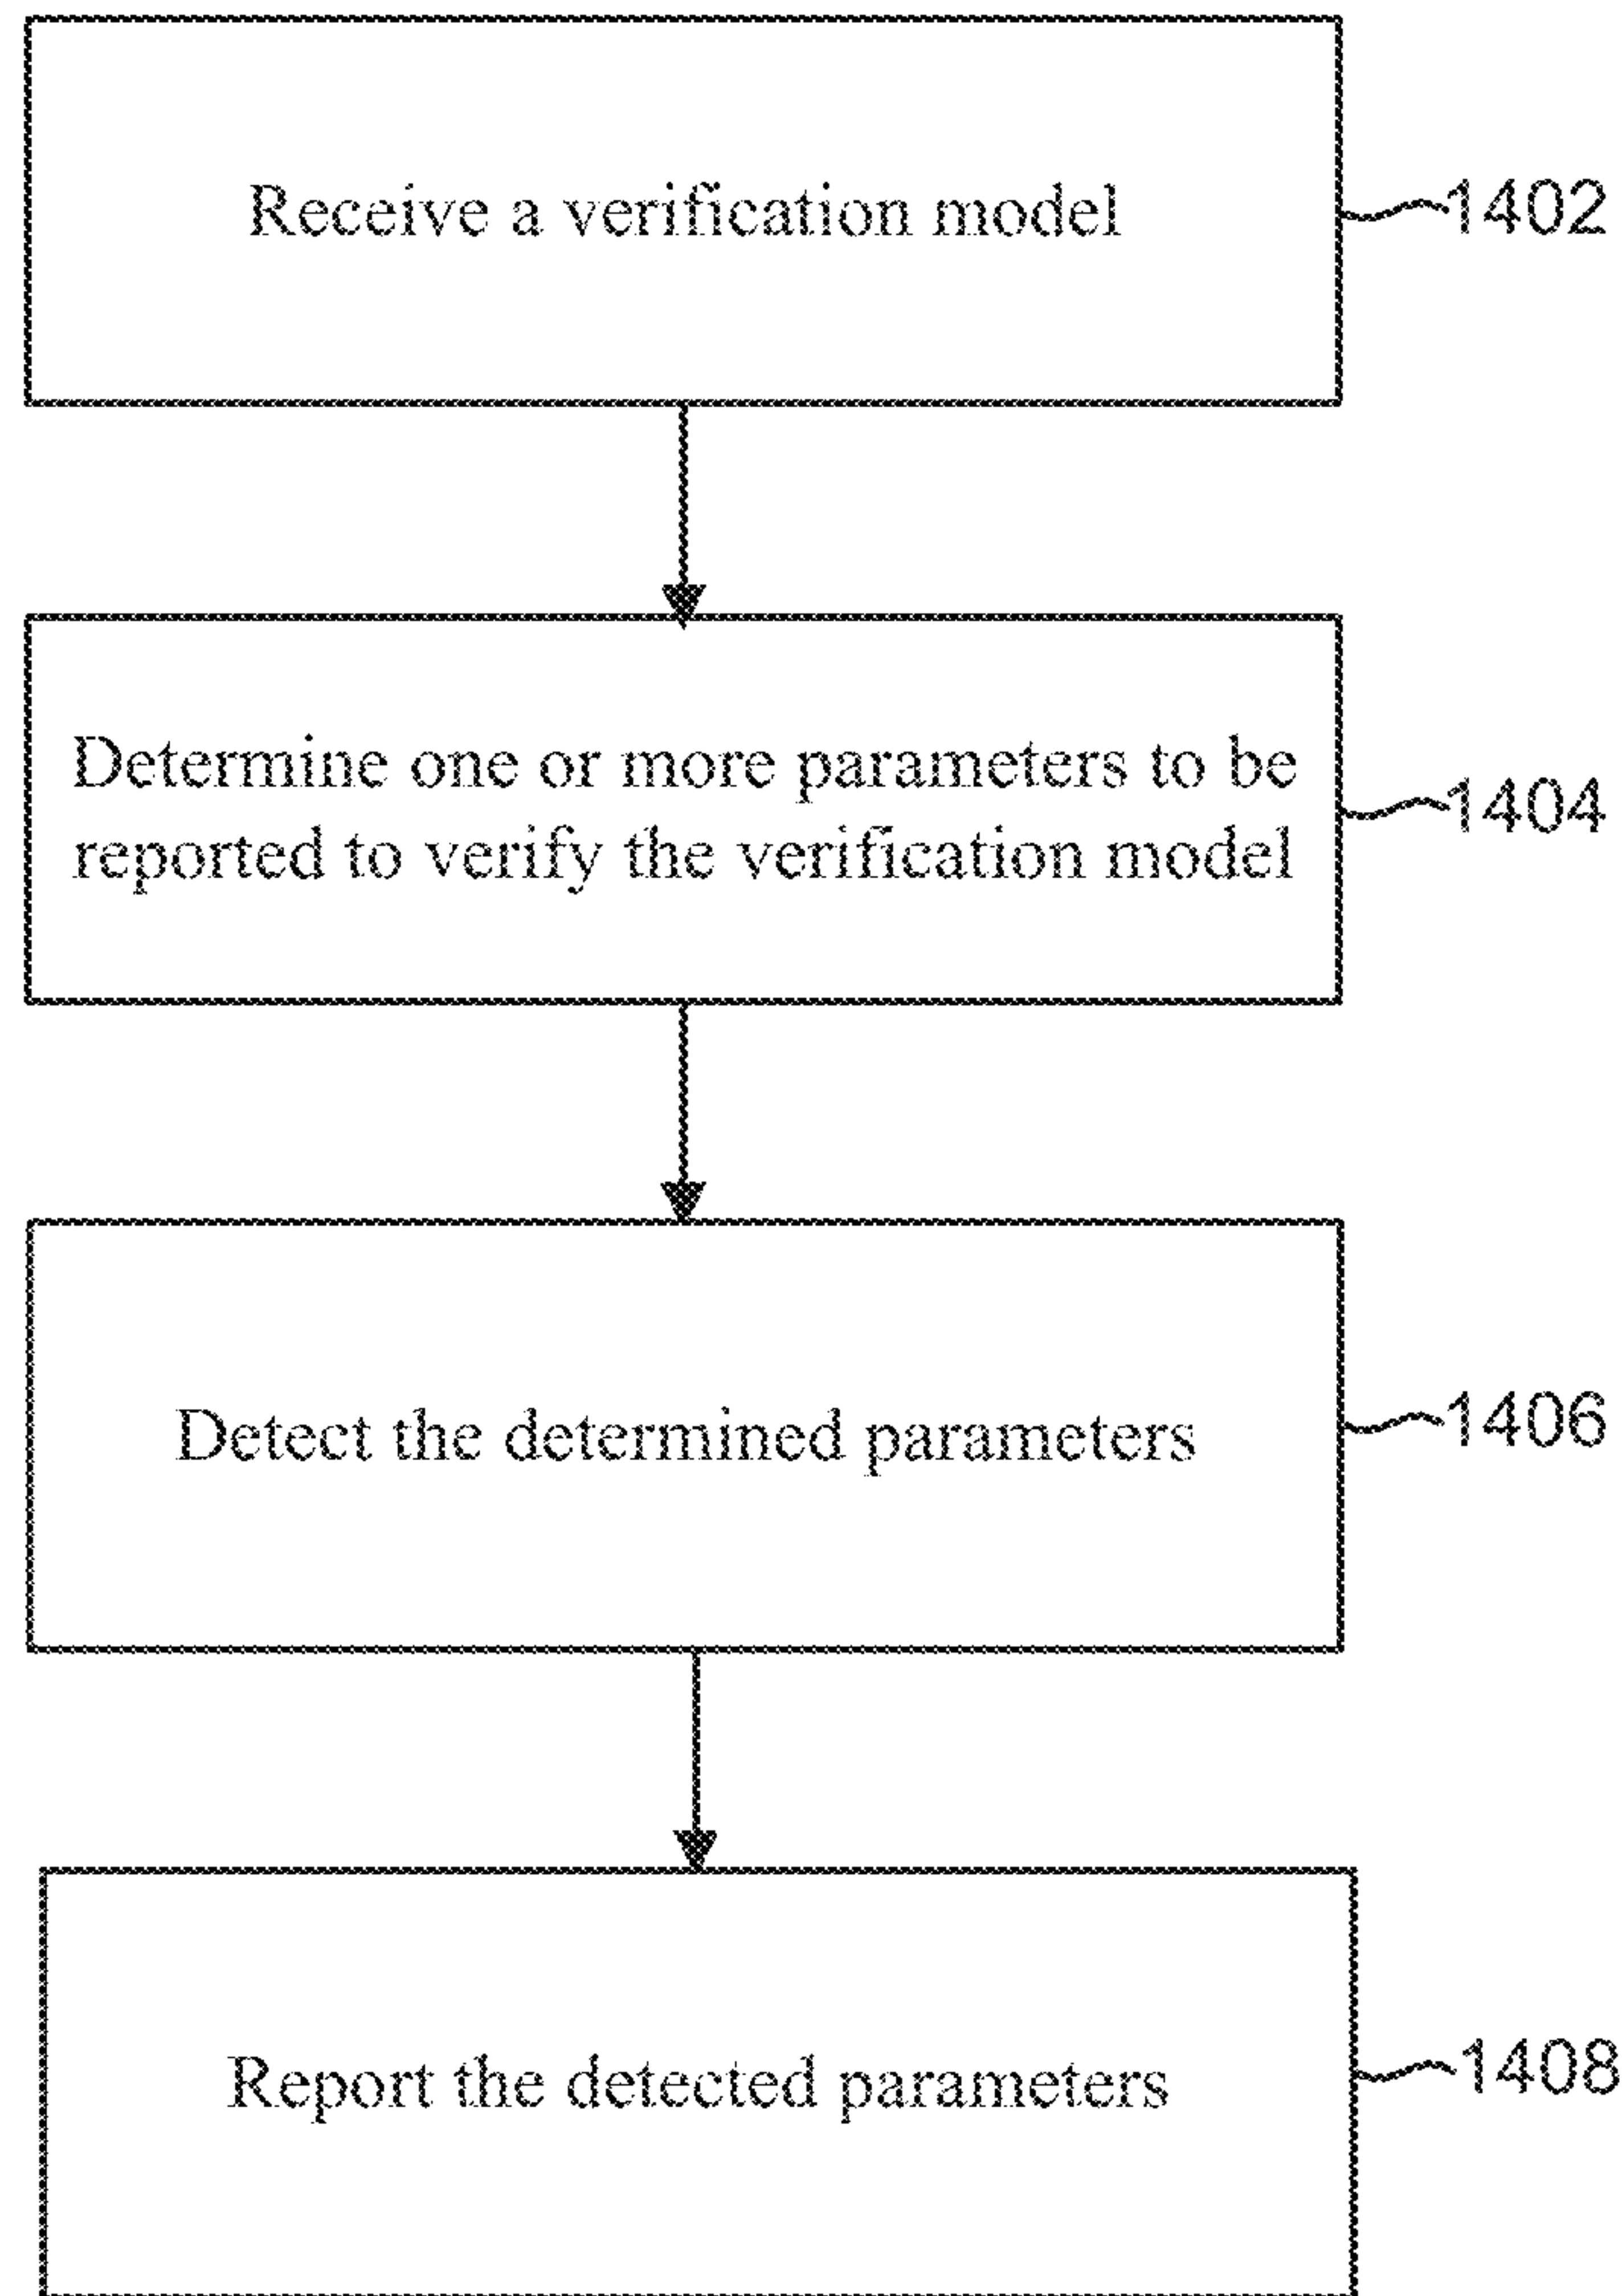 Receive a verification model
1402
Determine one or more parameters to be
reported to verify the verification model
1404
Detect the determined parameters
1406
Report the detected parameters
1408